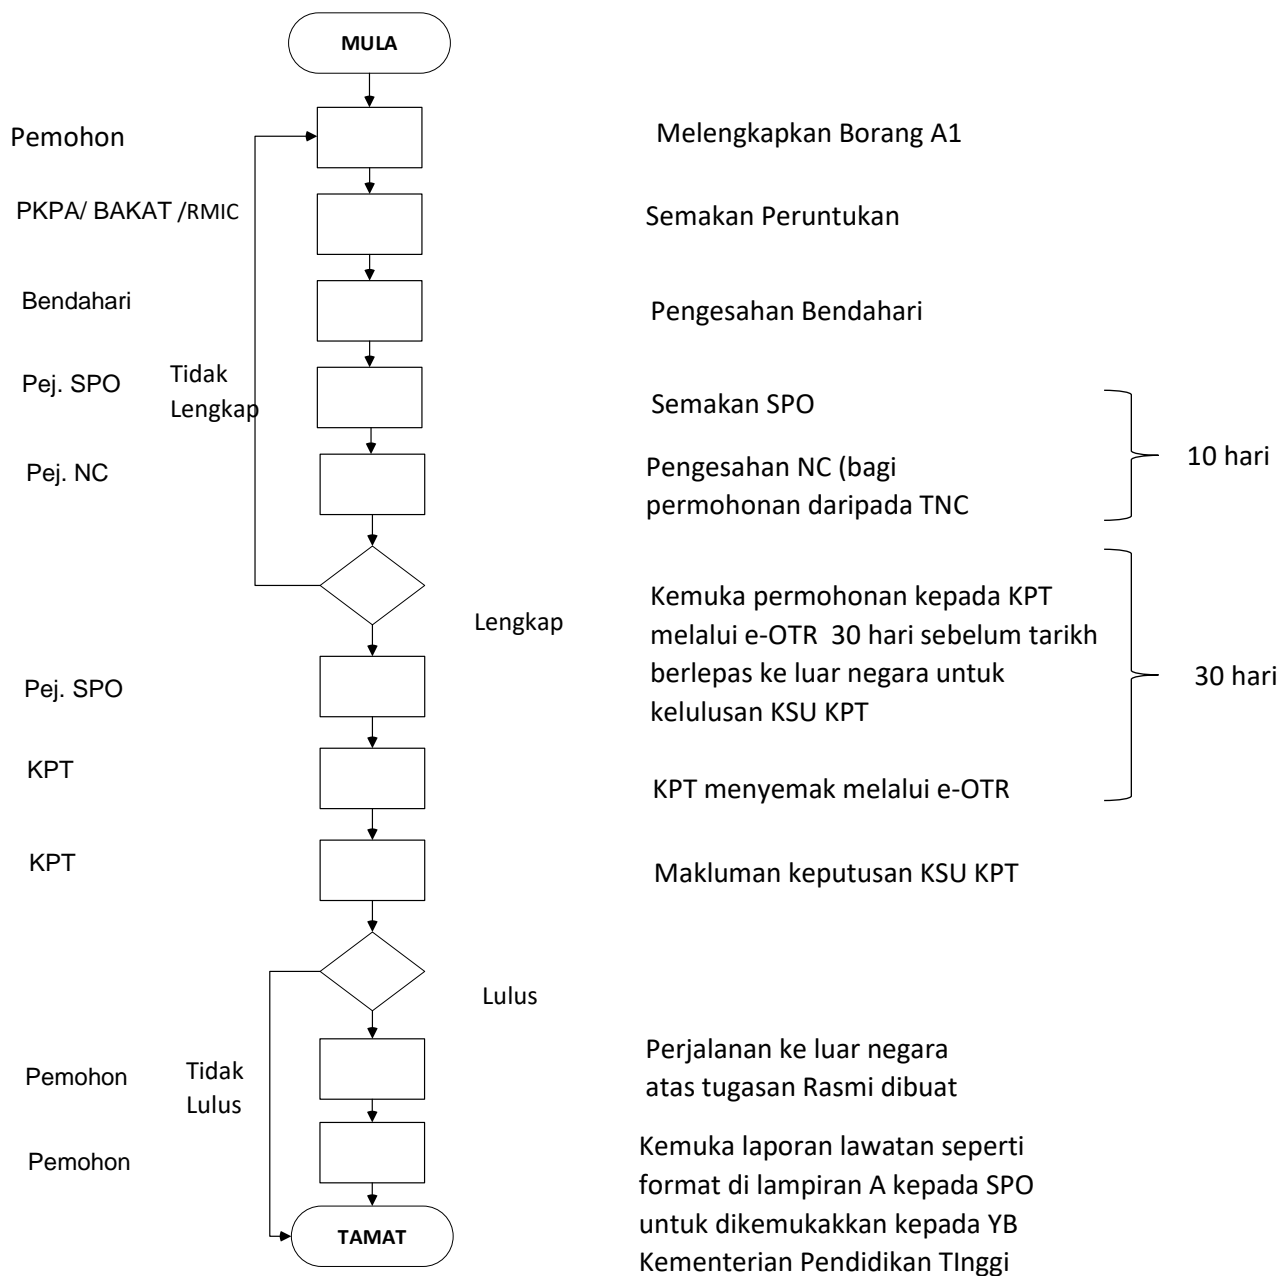 MULA
Pemohon
Melengkapkan Borang A1
PKPA/ BAKAT /RMIC
Semakan Peruntukan
Bendahari
Pengesahan Bendahari
Pej. SPO
Tidak
Lengkap
Semakan SPO
10 hari
Pej. NC
Pengesahan NC (bagi
permohonan daripada TNC
Lengkap
Kemuka permohonan kepada KPT
melalui e-OTR  30 hari sebelum tarikh
berlepas ke luar negara untuk
kelulusan KSU KPT
30 hari
Pej. SPO
KPT
KPT menyemak melalui e-OTR
KPT
Makluman keputusan KSU KPT
Lulus
Pemohon
Tidak
Lulus
Perjalanan ke luar negara
atas tugasan Rasmi dibuat
Pemohon
Kemuka laporan lawatan seperti
format di lampiran A kepada SPO
untuk dikemukakkan kepada YB
Kementerian Pendidikan TInggi
TAMAT